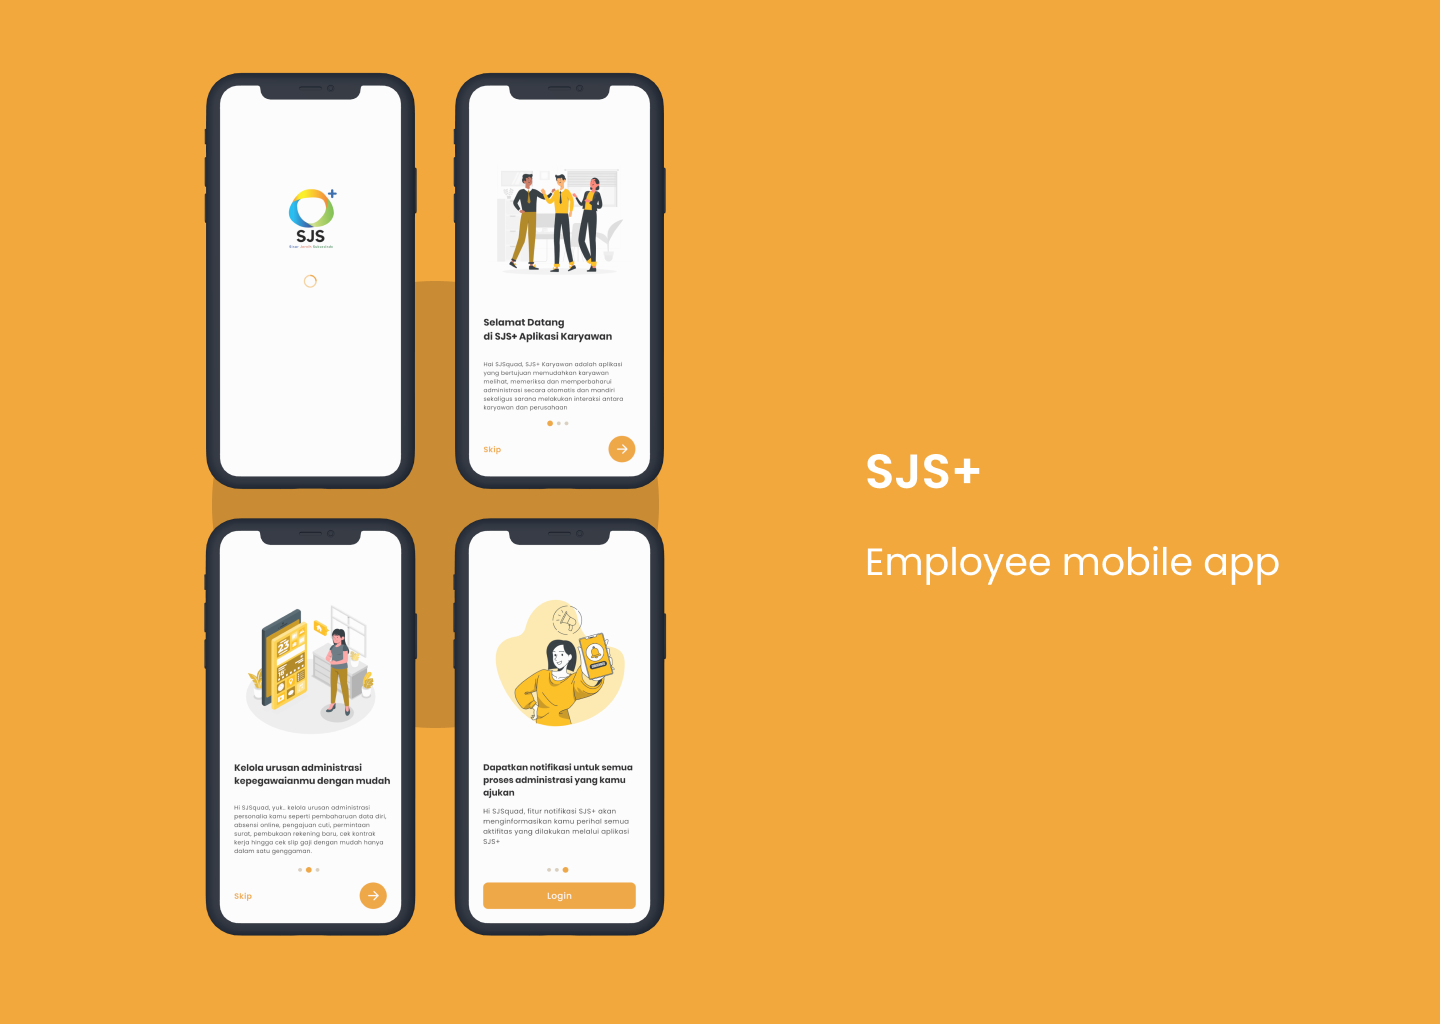 SJS
Selamat Datang
di SJS+ Aplikasi Karyawan
Hai SJSquad, SJS+ Karyawan adalah aplikasi
yang bertujuan memudahkan karyawan
melihat, memeriksa dan memperbaharui
administrasi secara otomatis dan mandiri
sekaligus sarana melakukan interaksi antara
karyawan dan perusahaan
Skip
23
Kelola urusan administrasi
kepegawaianmu dengan mudah
Hi SJSquad, yuk.. kelola urusan administrasi
personalia kamu seperti pembaharuan data diri,
absensi online, pengajuan cuti, permintaan
surat, pembukaan rekening baru, cek kontrak
kerja hingga cek slip gaji dengan mudah hanya
dalam satu genggaman.
Skip
Dapatkan notifikasi untuk semua
proses administrasi yang kamu
ajukan
Hi SJSquad, fitur notifikasi SJS+ akan
menginformasikan kamu perihal semua
aktifitas yang dilakukan melalui aplikasi
SJS+
Login
SJS+
Employee mobile app